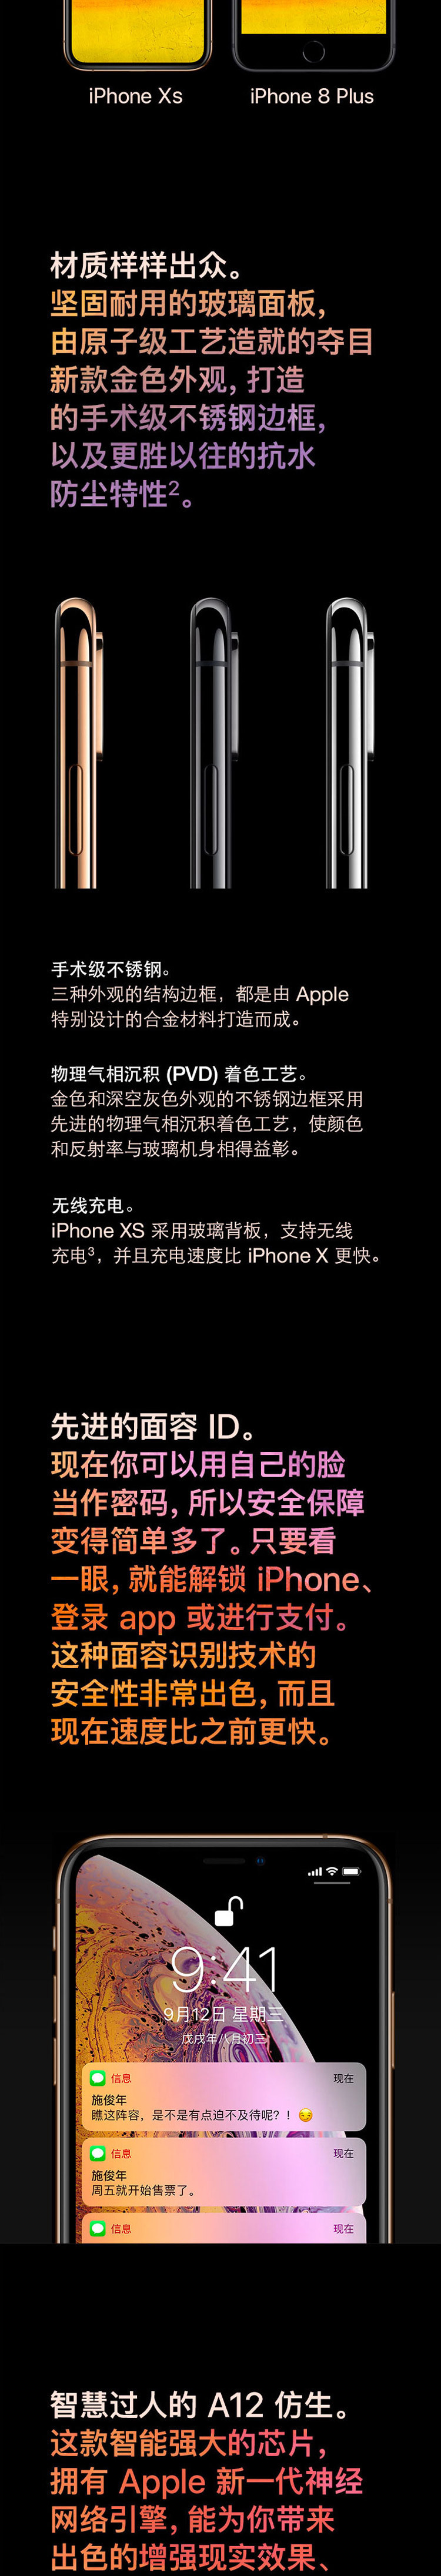 iPhone Xs
iPhone 8 Plus
材质样样出众。
坚固耐用的玻璃面板，
由原子级工艺造就的夺目
新款金色外观，打造
的手术级不锈钢边框，
以及更胜以往的抗水
防尘特性²。
手术级不锈钢。
三种外观的结构边框，都是由 Apple
特别设计的合金材料打造而成。
物理气相沉积 (PVD) 着色工艺。
金色和深空灰色外观的不锈钢边框采用
先进的物理气相沉积着色工艺，使颜色
和反射率与玻璃机身相得益彰。
无线充电。
iPhone XS 采用玻璃背板，支持无线
充电³，并且充电速度比 iPhone X 更快。
先进的面容 ID。
现在你可以用自己的脸
当作密码，所以安全保障
变得简单多了。只要看
一眼，就能解锁 iPhone、
登录 app 或进行支付。
这种面容识别技术的
安全性非常出色，而且
现在速度比之前更快。
9:41
9月12日 星期三
戊戌年八月初三
信息
现在
施俊年
瞧这阵容，是不是有点迫不及待呢？！😏
信息
现在
施俊年
周五就开始售票了。
信息
现在
智慧过人的 A12 仿生。
这款智能强大的芯片，
拥有 Apple 新一代神经
网络引擎，能为你带来
出色的增强现实效果、